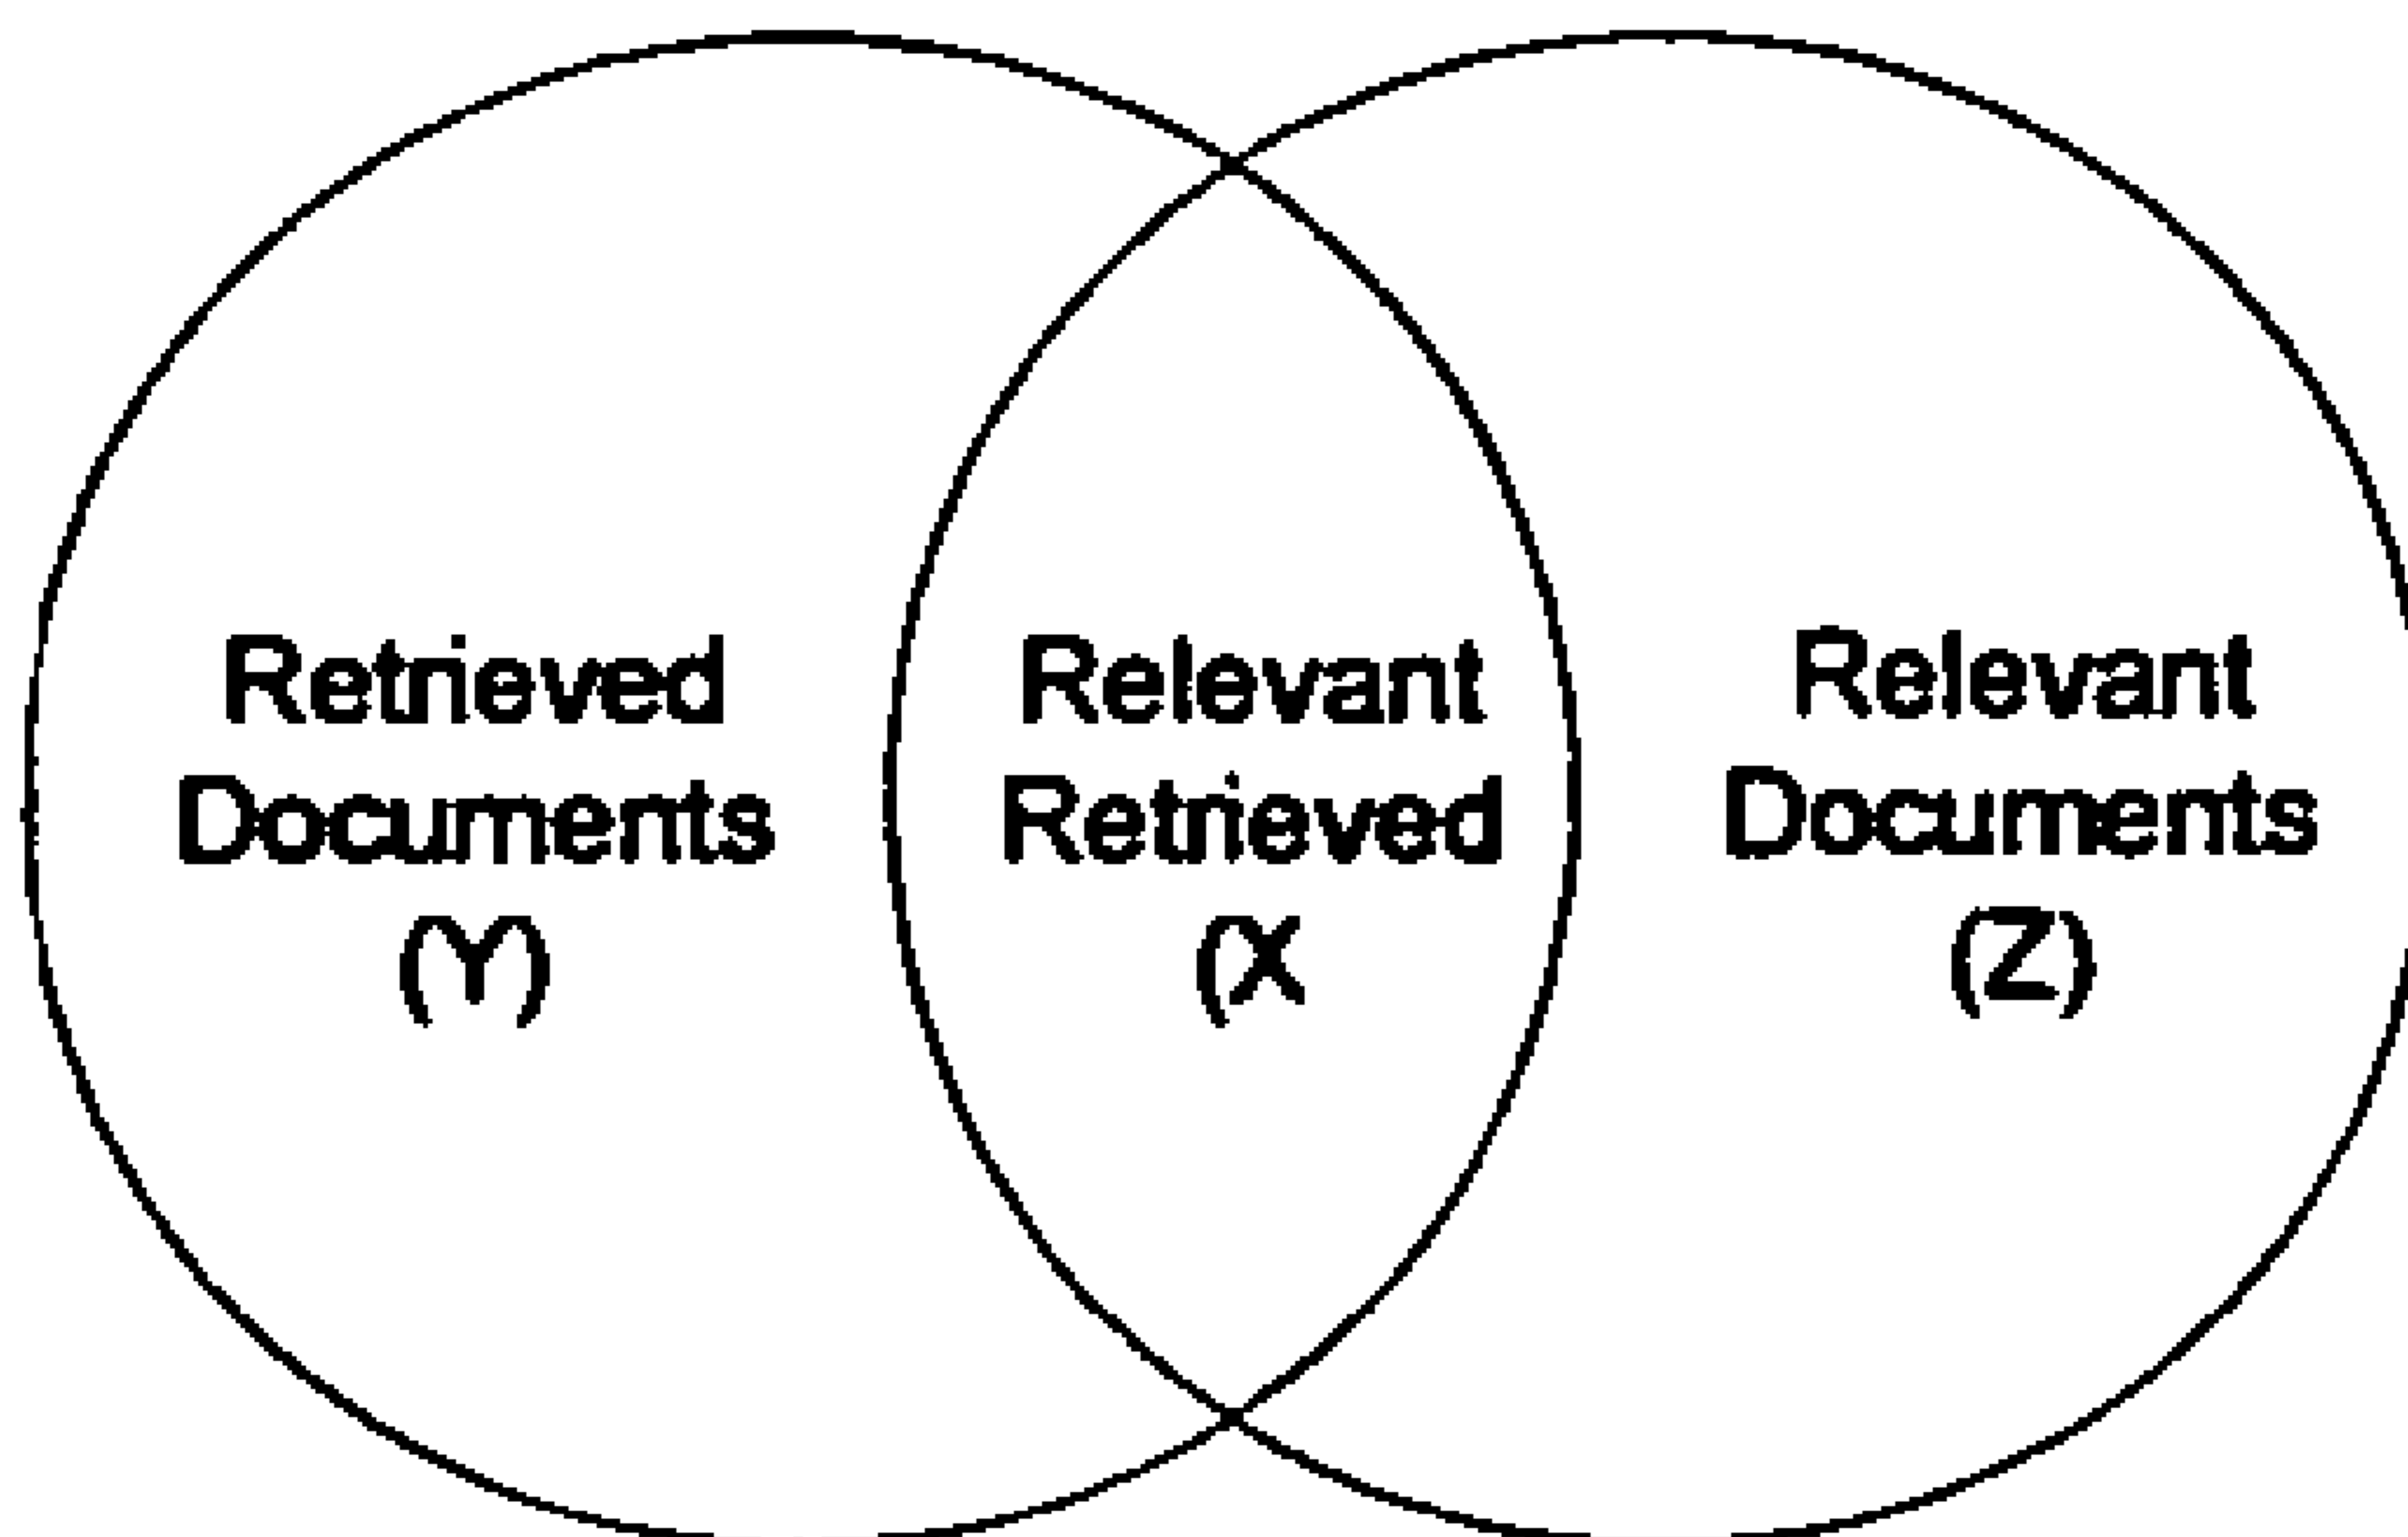 Retrieved
Documents
(Y)
Relevant
Retrieved
(X
Relevant
Documents
(Z)